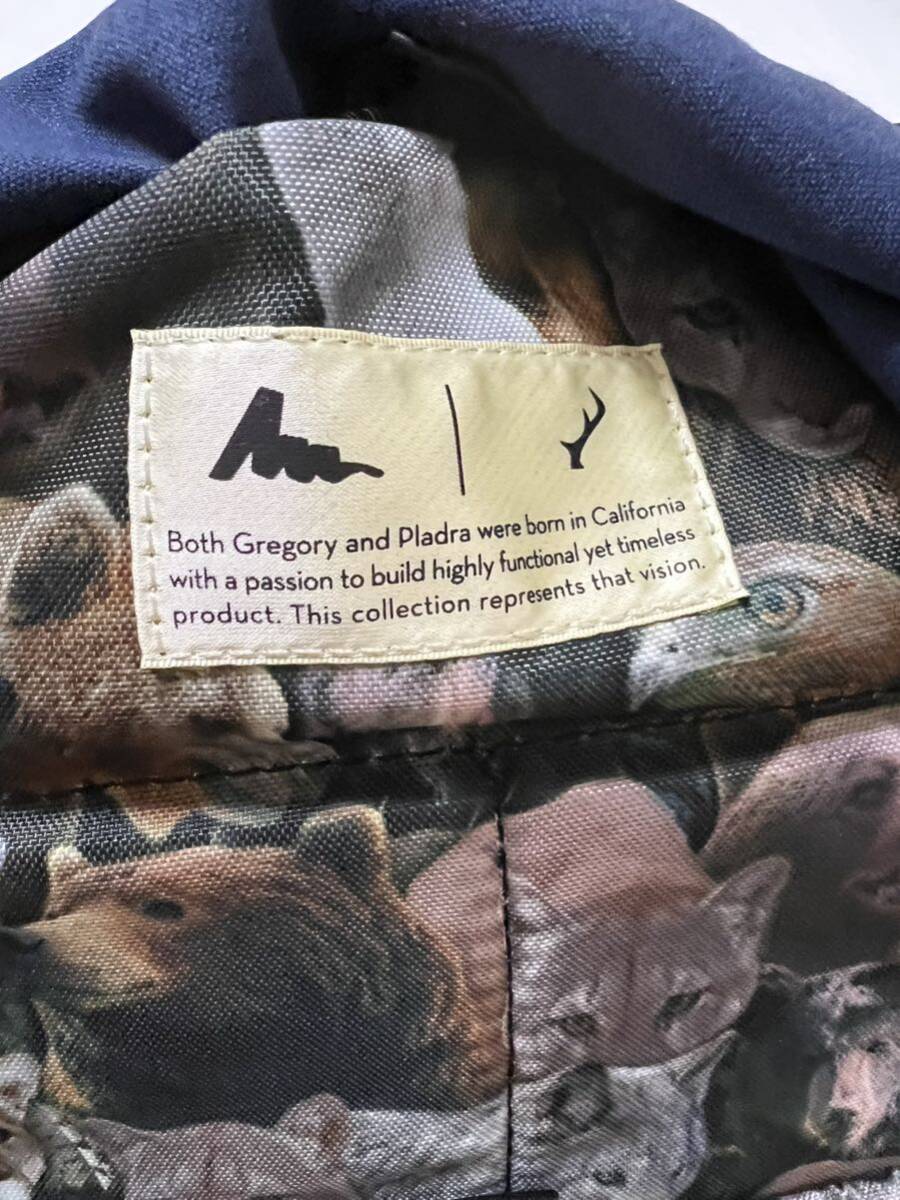 Both Gregory and Pladra were born in California
with a passion to build highly functional yet timeless
product. This collection represents that vision.